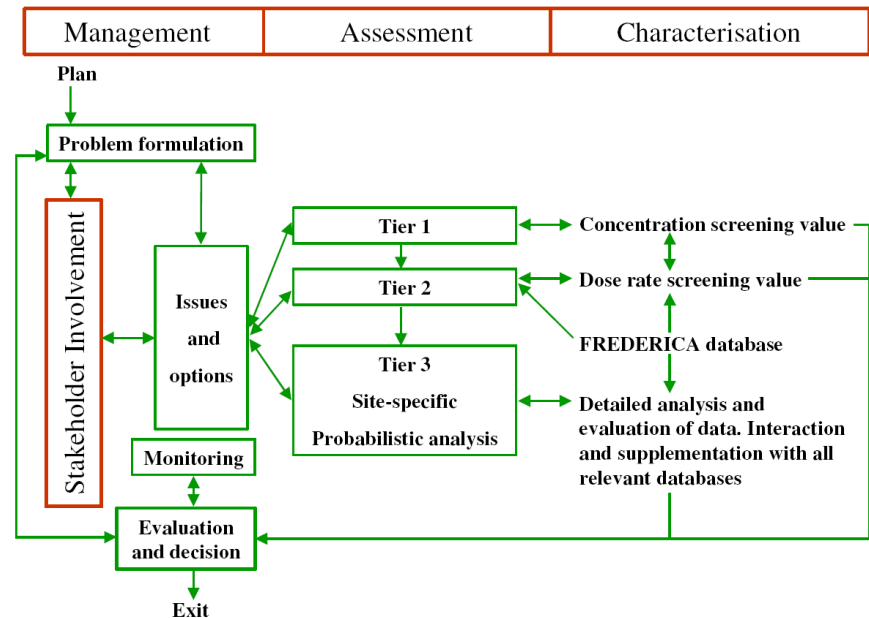 Management
Assessment
Characterisation
Plan
Problem formulation
Stakeholder Involvement
Issues
and
options
Monitoring
Evaluation
and decision
Exit
Tier 1
Tier 2
Tier 3
Site-specific
Probabilistic analysis
Concentration screening value
Dose rate screening value
FREDERICA database
Detailed analysis and
evaluation of data. Interaction
and supplementation with all
relevant databases